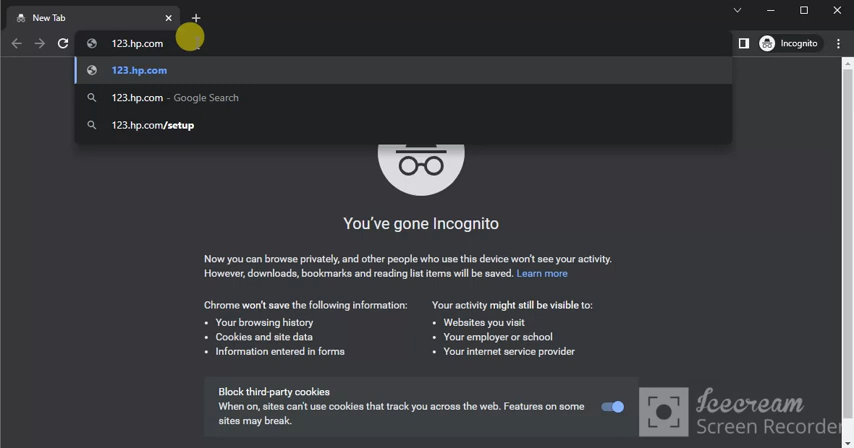 New Tab
123.hp.com
Incognito
123.hp.com
123.hp.com - Google Search
123.hp.com/setup
You've gone Incognito
Now you can browse privately, and other people who use this device won't see your activity.
However, downloads, bookmarks and reading list items will be saved. Learn more
Chrome won't save the following information:
• Your browsing history
• Cookies and site data
• Information entered in forms
Your activity might still be visible to:
• Websites you visit
• Your employer or school
• Your internet service provider
Block third-party cookies
When on, sites can't use cookies that track you across the web. Features on some
sites may break.
Icecream
Screen Recorder